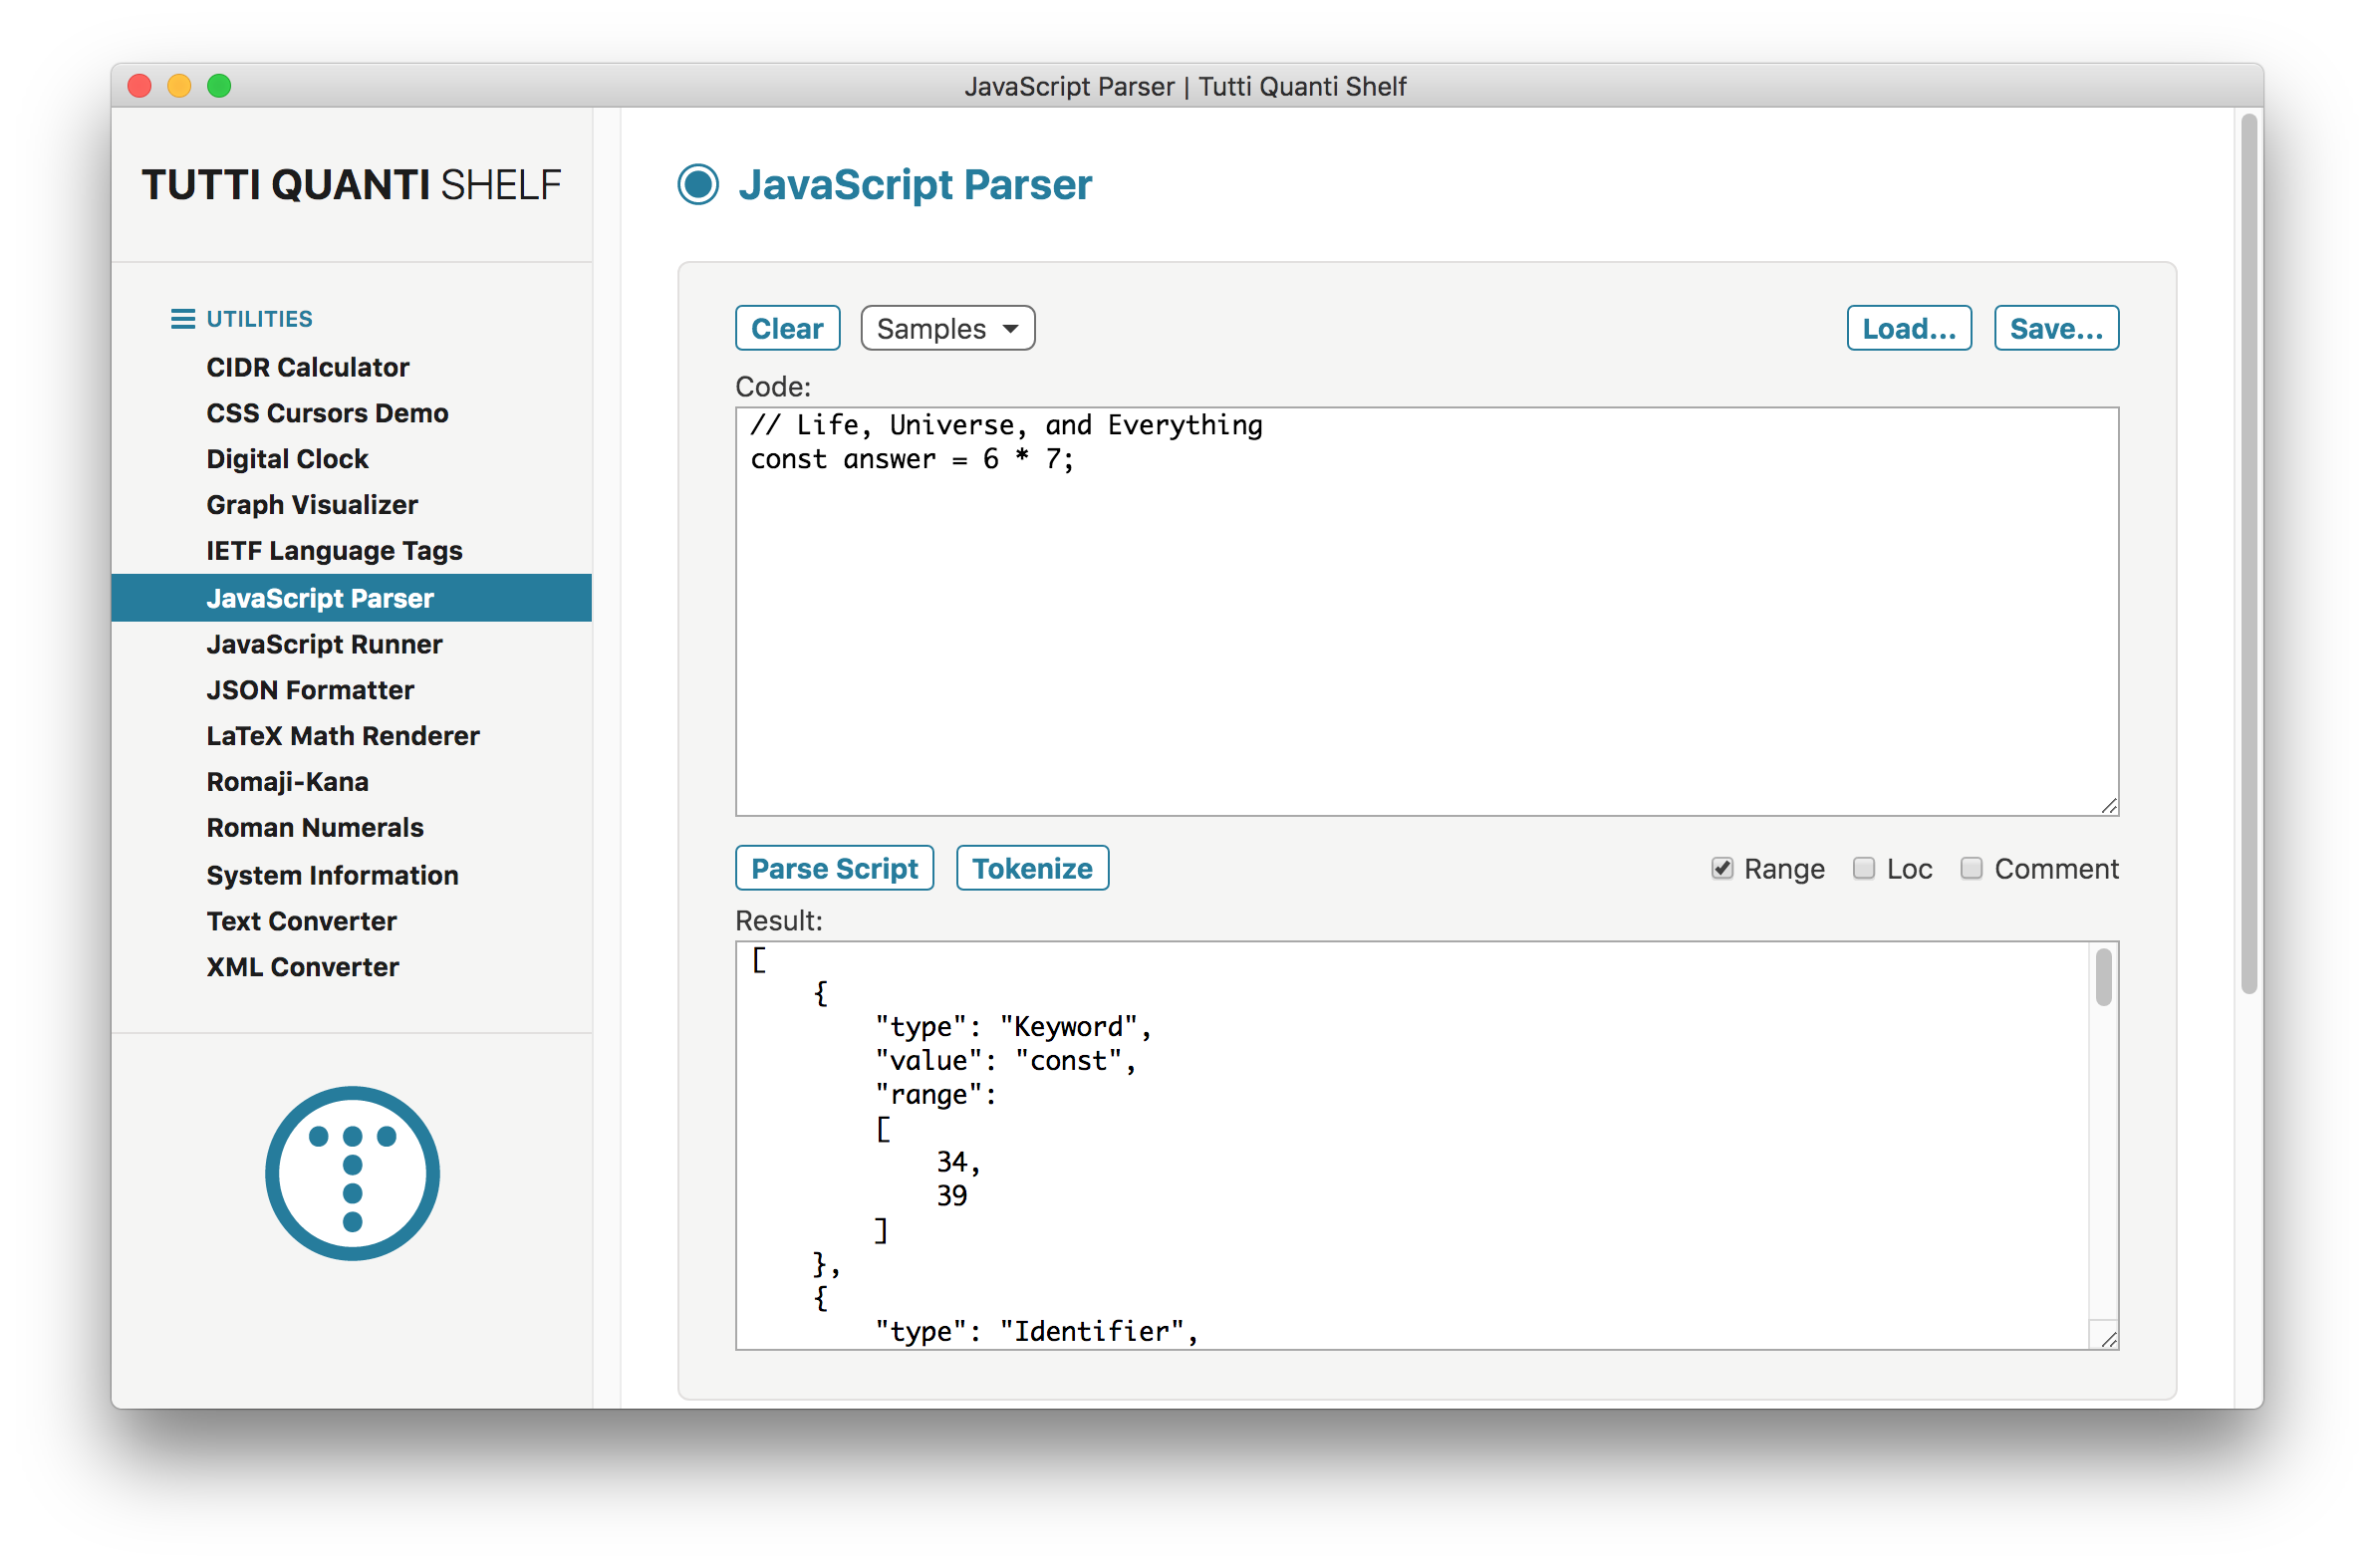 JavaScript Parser | Tutti Quanti Shelf
TUTTI QUANTI SHELF
UTILITIES
CIDR Calculator
CSS Cursors Demo
Digital Clock
Graph Visualizer
IETF Language Tags
JavaScript Parser
JavaScript Runner
JSON Formatter
LaTeX Math Renderer
Romaji-Kana
Roman Numerals
System Information
Text Converter
XML Converter
JavaScript Parser
Clear Samples Load... Save...
Code:
// Life, Universe, and Everything
const answer = 6 * 7;
Parse Script Tokenize Range Loc Comment
Result:
[
    {
        "type": "Keyword",
        "value": "const",
        "range":
        [
            34,
            39
        ]
    },
    {
        "type": "Identifier",